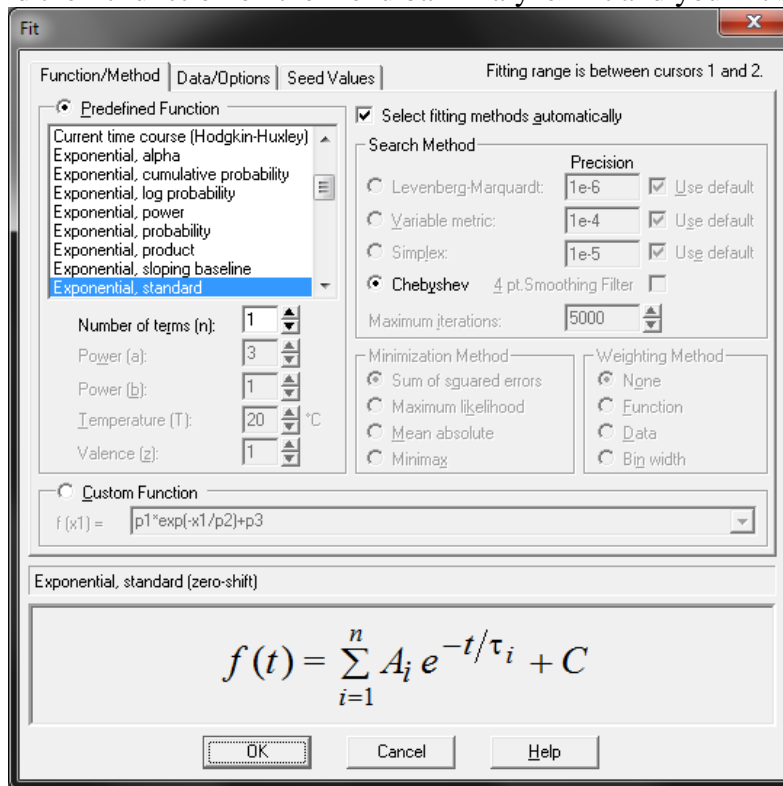 Fit
Function/Method Data/Options Seed Values Fitting range is between cursors 1 and 2.
Predefined Function
Current time course (Hodgkin-Huxley)
Exponential, alpha
Exponential, cumulative probability
Exponential, log probability
Exponential, power
Exponential, probability
Exponential, product
Exponential, sloping baseline
Exponential, standard
Number of terms (n): 1
Power (a): 3
Power (b): 1
Temperature (T): 20 °C
Valence (z): 1
Select fitting methods automatically
Search Method
Precision
Levenberg-Marquardt: 1e-6 Use default
Variable metric: 1e-4 Use default
Simplex: 1e-5 Use default
Chebyshev 4 pt.Smoothing Filter
Maximum iterations: 5000
Minimization Method
Sum of squared errors
Maximum likelihood
Mean absolute
Minimax
Weighting Method
None
Function
Data
Bin width
Custom Function
f (x1) = p1*exp(-x1/p2)+p3
Exponential, standard (zero-shift)
f(t) = n∑i=1 A_i e^{-t/τ_i} + C
OK Cancel Help